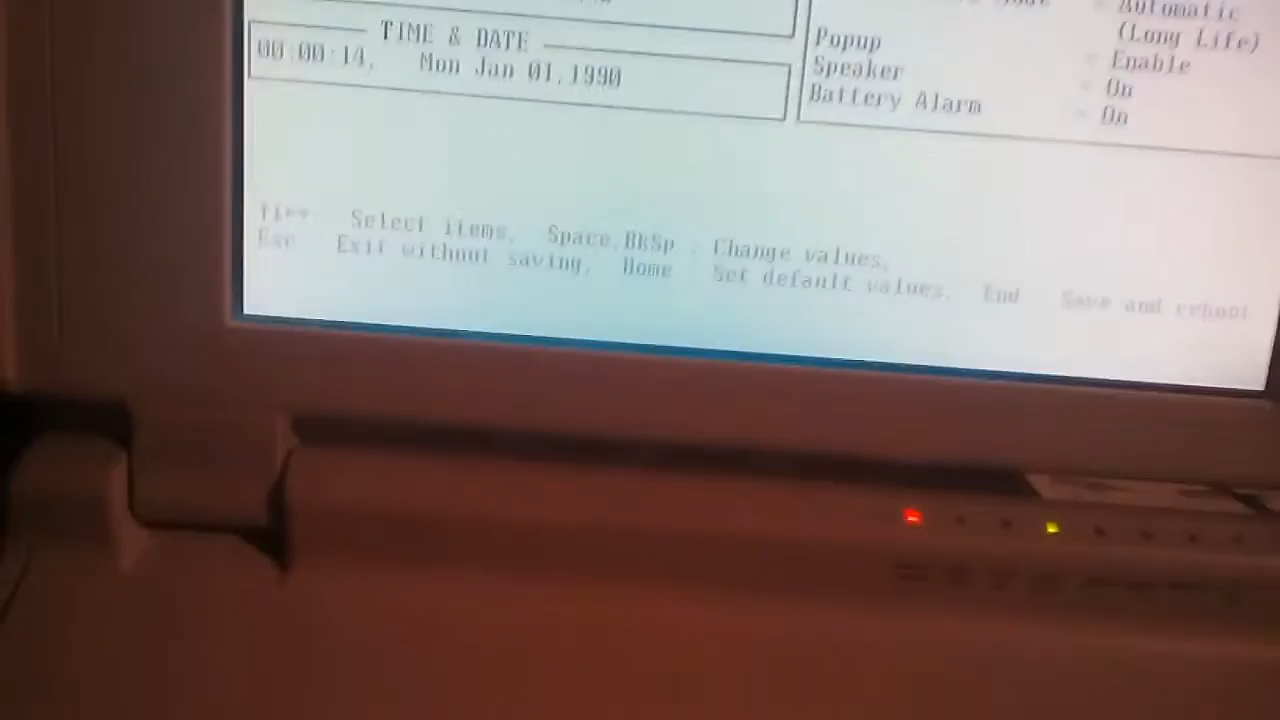 TIME & DATE
00:00:14, Mon Jan 01,1990
Automatic
(Long Life)
Popup - Enable
Speaker - On
Battery Alarm - On
↑↓←→ Select items, Space,BkSp : Change values,
Esc Exit without saving, Home Set default values, End Save and reboot